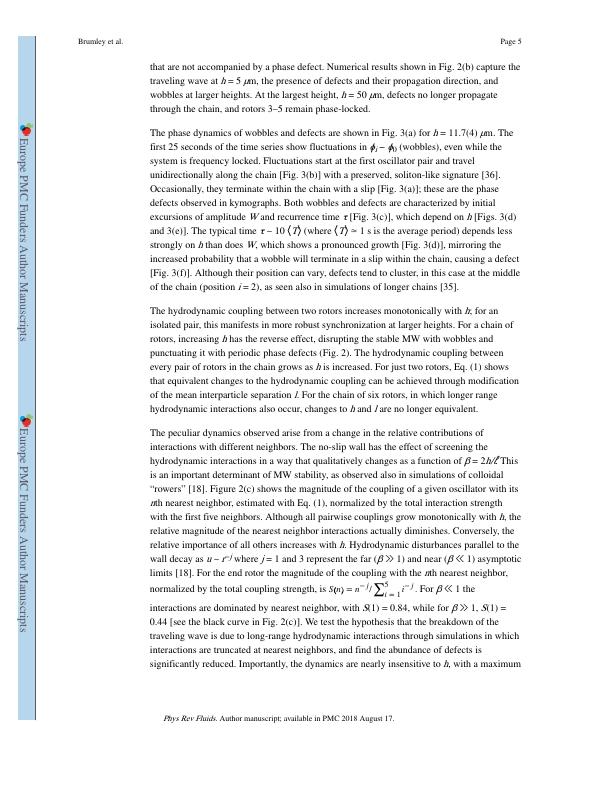 Brumley et al. Page 5
that are not accompanied by a phase defect. Numerical results shown in Fig. 2(b) capture the
traveling wave at h = 5 μm, the presence of defects and their propagation direction, and
wobbles at larger heights. At the largest height, h = 50 μm, defects no longer propagate
through the chain, and rotors 3–5 remain phase-locked.
The phase dynamics of wobbles and defects are shown in Fig. 3(a) for h = 11.7(4) μm. The
first 25 seconds of the time series show fluctuations in ϕᵢ − ϕ₀ (wobbles), even while the
system is frequency locked. Fluctuations start at the first oscillator pair and travel
unidirectionally along the chain [Fig. 3(b)] with a preserved, soliton-like signature [36].
Occasionally, they terminate within the chain with a slip [Fig. 3(a)]; these are the phase
defects observed in kymographs. Both wobbles and defects are characterized by initial
excursions of amplitude W and recurrence time τ [Fig. 3(c)], which depend on h [Figs. 3(d)
and 3(e)]. The typical time τ ~ 10 ⟨T⟩ (where ⟨T⟩ ≃ 1 s is the average period) depends less
strongly on h than does W, which shows a pronounced growth [Fig. 3(d)], mirroring the
increased probability that a wobble will terminate in a slip within the chain, causing a defect
[Fig. 3(f)]. Although their position can vary, defects tend to cluster, in this case at the middle
of the chain (position i = 2), as seen also in simulations of longer chains [35].
The hydrodynamic coupling between two rotors increases monotonically with h; for an
isolated pair, this manifests in more robust synchronization at larger heights. For a chain of
rotors, increasing h has the reverse effect, disrupting the stable MW with wobbles and
punctuating it with periodic phase defects (Fig. 2). The hydrodynamic coupling between
every pair of rotors in the chain grows as h is increased. For just two rotors, Eq. (1) shows
that equivalent changes to the hydrodynamic coupling can be achieved through modification
of the mean interparticle separation l. For the chain of six rotors, in which longer range
hydrodynamic interactions also occur, changes to h and l are no longer equivalent.
The peculiar dynamics observed arise from a change in the relative contributions of
interactions with different neighbors. The no-slip wall has the effect of screening the
hydrodynamic interactions in a way that qualitatively changes as a function of β = 2h/ℓ. This
is an important determinant of MW stability, as observed also in simulations of colloidal
“rowers” [18]. Figure 2(c) shows the magnitude of the coupling of a given oscillator with its
nth nearest neighbor, estimated with Eq. (1), normalized by the total interaction strength
with the first five neighbors. Although all pairwise couplings grow monotonically with h, the
relative magnitude of the nearest neighbor interactions actually diminishes. Conversely, the
relative importance of all others increases with h. Hydrodynamic disturbances parallel to the
wall decay as u ~ r⁻ʲ where j = 1 and 3 represent the far (β ≫ 1) and near (β ≪ 1) asymptotic
limits [18]. For the end rotor the magnitude of the coupling with the nth nearest neighbor,
normalized by the total coupling strength, is S(n) = n⁻ʲ/∑⁵ᵢ ₌ ₁ i⁻ʲ. For β ≪ 1 the
interactions are dominated by nearest neighbor, with S(1) = 0.84, while for β ≫ 1, S(1) =
0.44 [see the black curve in Fig. 2(c)]. We test the hypothesis that the breakdown of the
traveling wave is due to long-range hydrodynamic interactions through simulations in which
interactions are truncated at nearest neighbors, and find the abundance of defects is
significantly reduced. Importantly, the dynamics are nearly insensitive to h, with a maximum
Phys Rev Fluids. Author manuscript; available in PMC 2018 August 17.
Europe PMC Funders Author Manuscripts
Europe PMC Funders Author Manuscripts